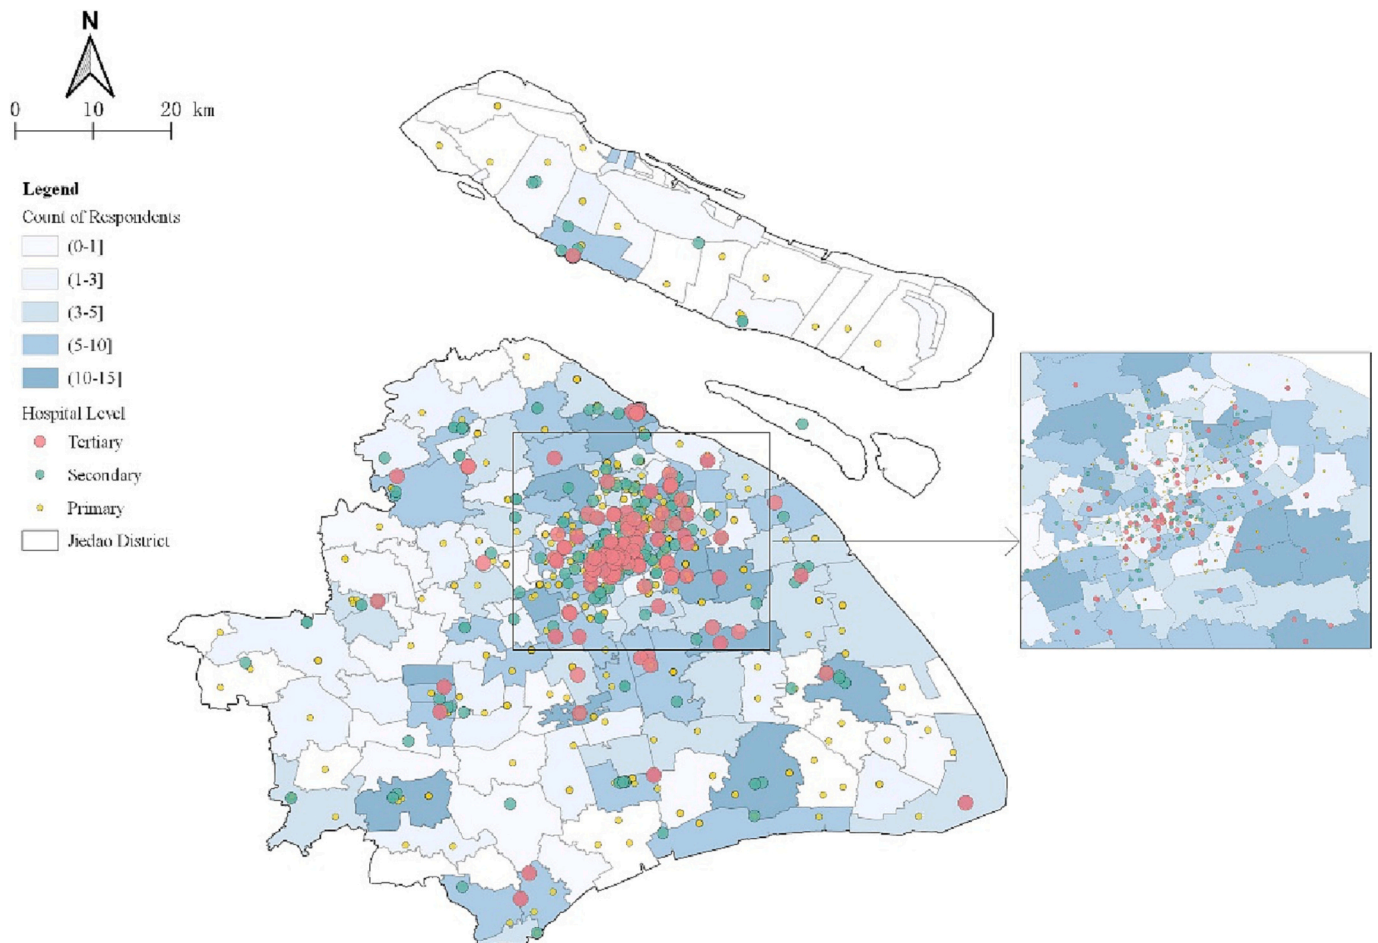 N
0 10 20 km
Legend
Count of Respondents
(0-1]
(1-3]
(3-5]
(5-10]
(10-15]
Hospital Level
Tertiary
Secondary
Primary
Jiedao District